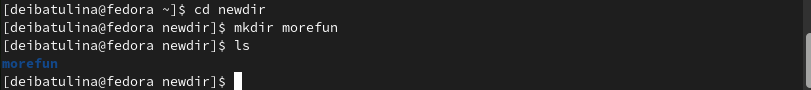 [deibatulina@fedora ~]$ cd newdir
[deibatulina@fedora newdir]$ mkdir morefun
[deibatulina@fedora newdir]$ ls
morefun
[deibatulina@fedora newdir]$